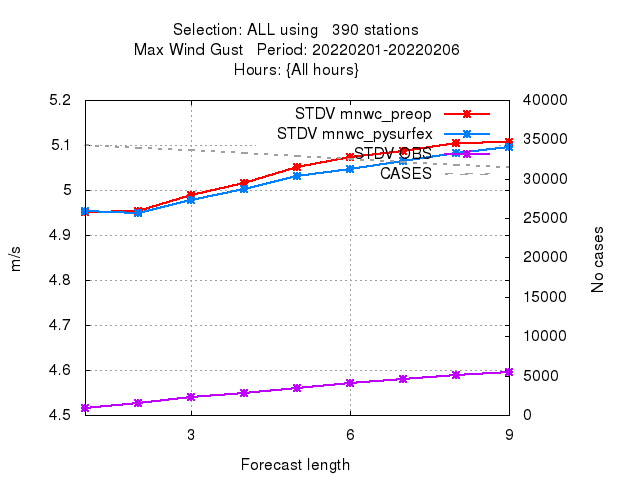 Selection: ALL using   390 stations
Max Wind Gust   Period: 20220201-20220206
Hours: {All hours}
5.2
5.1
5
4.9
4.8
4.7
4.6
4.5
m/s
40000
35000
30000
25000
20000
15000
10000
5000
0
No cases
STDV mnwc_preop
STDV mnwc_pysurfex
STDV OBS
CASES
3
6
9
Forecast length